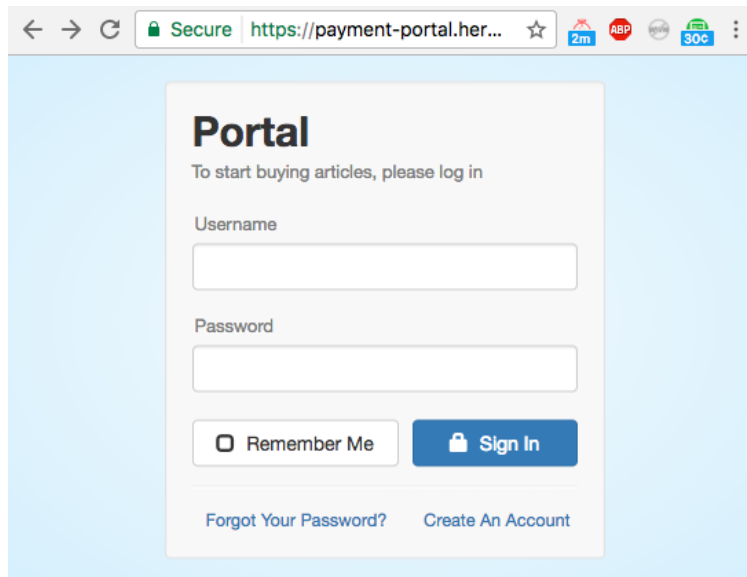 Secure https://payment-portal.her... 2m ABP 30¢
Portal
To start buying articles, please log in
Username
Password
Remember Me Sign In
Forgot Your Password? Create An Account